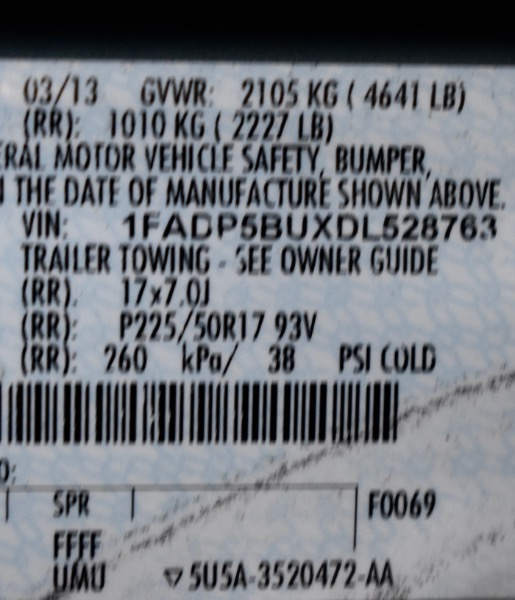 03/13 GVWR: 2105 KG ( 4641 LB)
(RR): 1010 KG ( 2227 LB)
ERAL MOTOR VEHICLE SAFETY, BUMPER,
THE DATE OF MANUFACTURE SHOWN ABOVE.
VIN: 1FADP5BUXDL528763
TRAILER TOWING - SEE OWNER GUIDE
(RR). 17x7.0J
(RR): P225/50R17 93V
(RR): 260 kPa/ 38 PSI COLD
O:
SPR F0069
FFFF
UMU ▽5U5A-3520472-AA